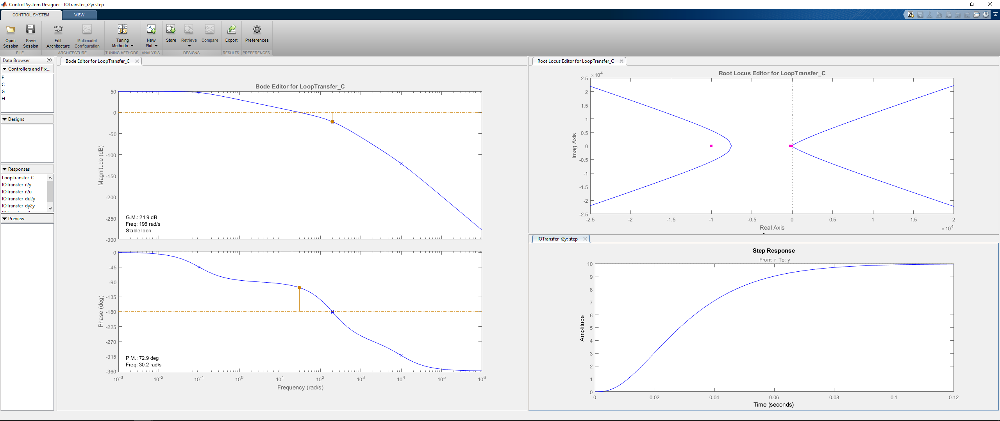 Control System Designer - IOTransfer_r2y: step
CONTROL SYSTEM
VIEW
Open Session
Save Session
Edit Architecture
Multimodel Configuration
Tuning Methods
New Plot
Store
Retrieve
Compare
Export
Preferences
FILE
ARCHITECTURE
TUNING METHODS
ANALYSIS
DESIGNS
RESULTS
PREFERENCES
Data Browser
Controllers and Fix...
F
C
G
H
Designs
Responses
LoopTransfer_C
IOTransfer_r2y
IOTransfer_r2u
IOTransfer_du2y
IOTransfer_dy2y
Preview
Bode Editor for LoopTransfer_C
Bode Editor for LoopTransfer_C
Magnitude (dB)
50
0
-50
-100
-150
-200
-250
-300
G.M.: 21.9 dB
Freq: 196 rad/s
Stable loop
Phase (deg)
0
-45
-90
-135
-180
-225
-270
-315
-360
P.M.: 72.9 deg
Freq: 30.2 rad/s
10^-3 10^-2 10^-1 10^0 10^1 10^2 10^3 10^4 10^5 10^6
Frequency (rad/s)
Root Locus Editor for LoopTransfer_C
Root Locus Editor for LoopTransfer_C
×10^4
Imag Axis
2.5
2
1.5
1
0.5
0
-0.5
-1
-1.5
-2
-2.5
-2.5 -2 -1.5 -1 -0.5 0 0.5 1 1.5 2
Real Axis
×10^4
IOTransfer_r2y: step
Step Response
From: r To: y
Amplitude
10
9
8
7
6
5
4
3
2
1
0
0 0.02 0.04 0.06 0.08 0.1 0.12
Time (seconds)